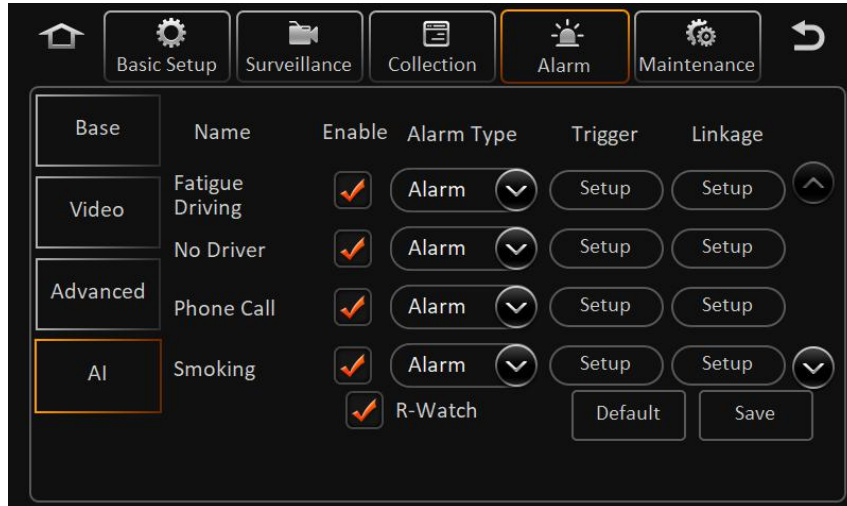 Basic Setup Surveillance Collection Alarm Maintenance
Base Name Enable Alarm Type Trigger Linkage
Fatigue
Driving Alarm Setup Setup
Video
No Driver Alarm Setup Setup
Advanced
Phone Call Alarm Setup Setup
AI Smoking Alarm Setup Setup
R-Watch Default Save